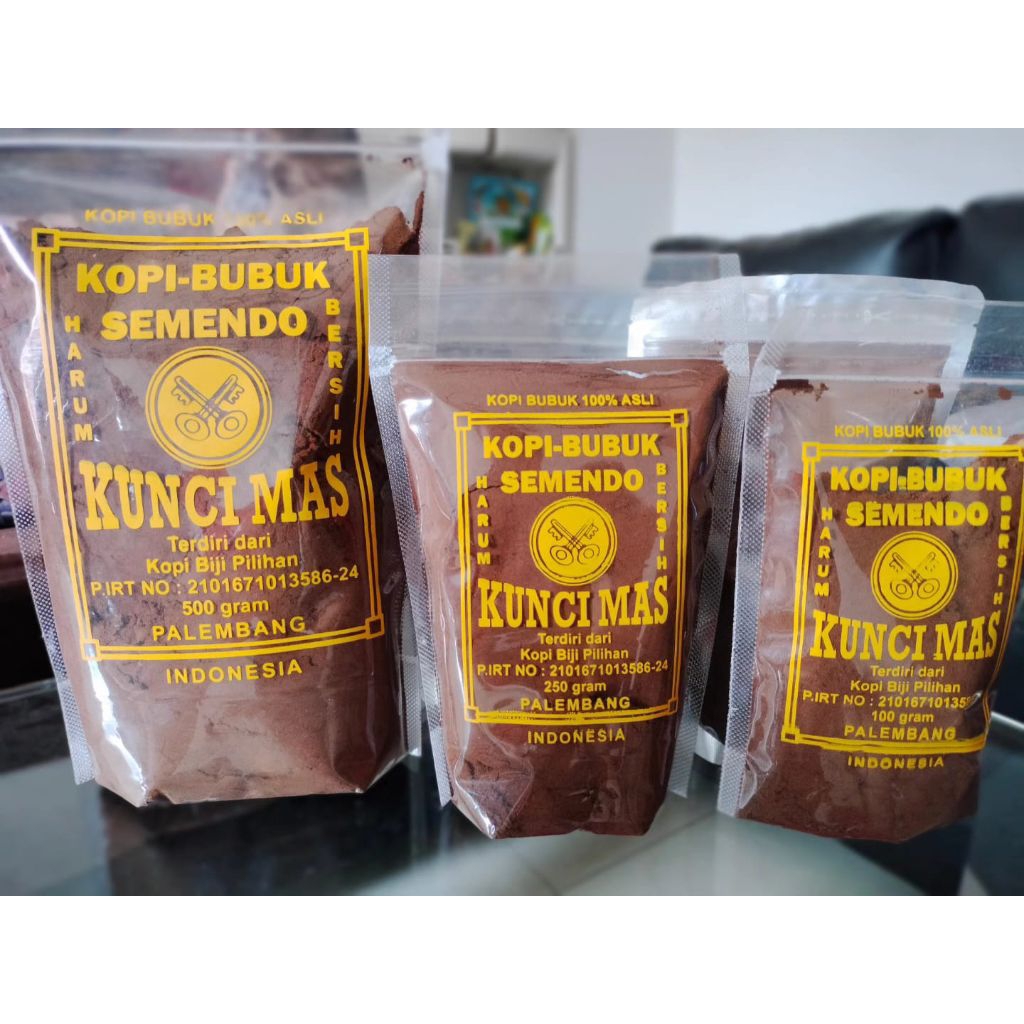 KOPI BUBUK 100% ASLI
KOPI-BUBUK
SEMENDO
HARUM
BERSIH
KUNCI MAS
Terdiri dari
Kopi Biji Pilihan
P.IRT NO : 2101671013586-24
500 gram
PALEMBANG
INDONESIA
KOPI BUBUK 100% ASLI
KOPI-BUBUK
SEMENDO
HARUM
BERSIH
KUNCI MAS
Terdiri dari
Kopi Biji Pilihan
P.IRT NO : 2101671013586-24
250 gram
PALEMBANG
INDONESIA
KOPI BUBUK 100% ASLI
KOPI-BUBUK
SEMENDO
HARUM
BERSIH
KUNCI MAS
Terdiri dari
Kopi Biji Pilihan
P.IRT NO :
100 gram
PALEMBANG
INDONESIA